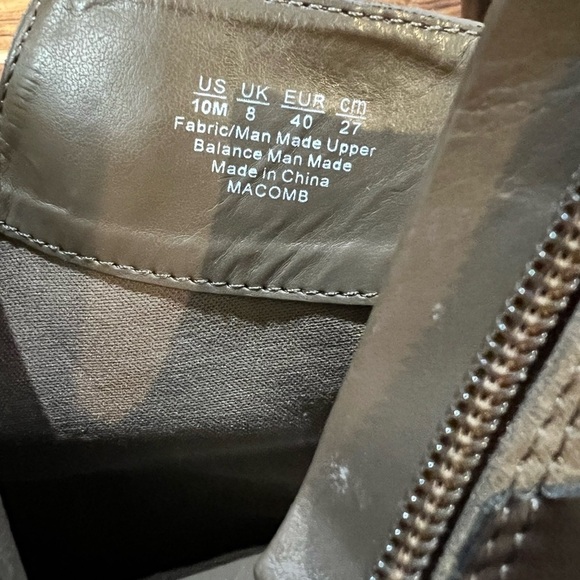 US UK EUR cm
10M 8 40 27
Fabric/Man Made Upper
Balance Man Made
Made in China
MACOMB